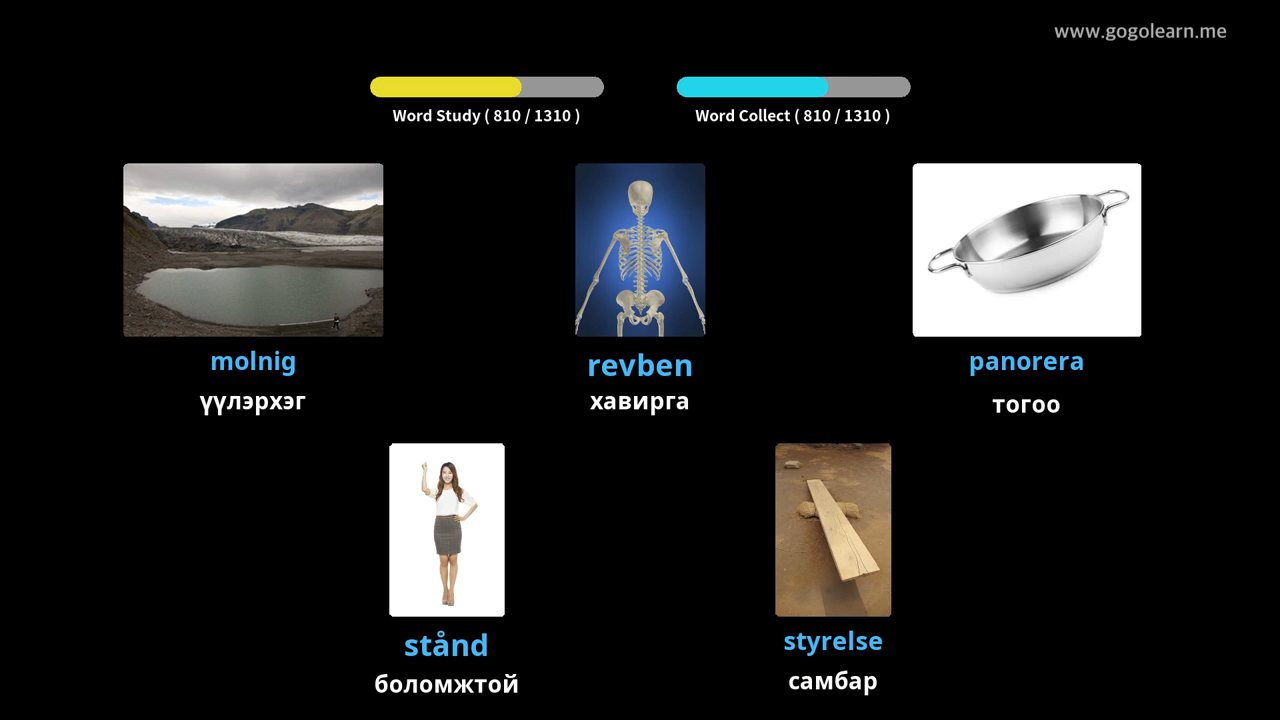 www.gogolearn.me
Word Study ( 810 / 1310 )
Word Collect ( 810 / 1310 )
molnig
үүлэрхэг
revben
хавирга
panorera
тогоо
stånd
боломжтой
styrelse
самбар